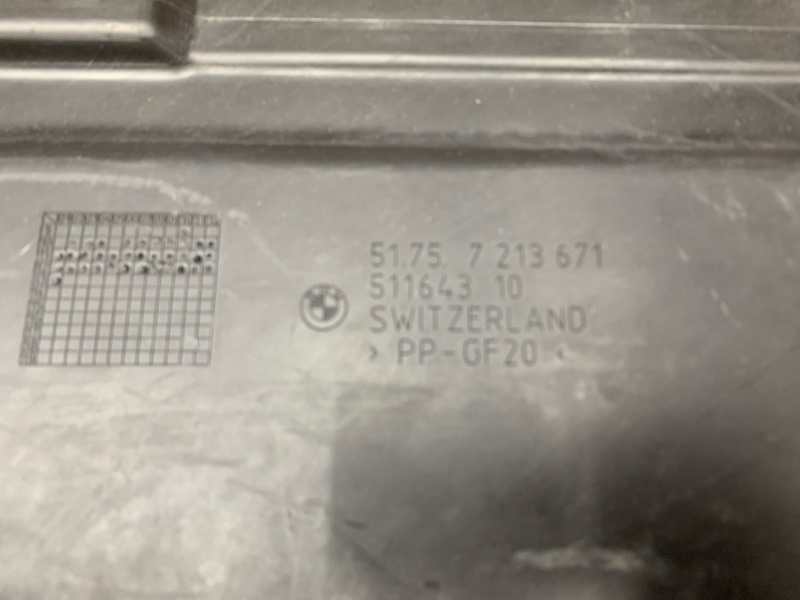 51.75 7 213 671
511643 10
SWITZERLAND
> PP-GF20 <